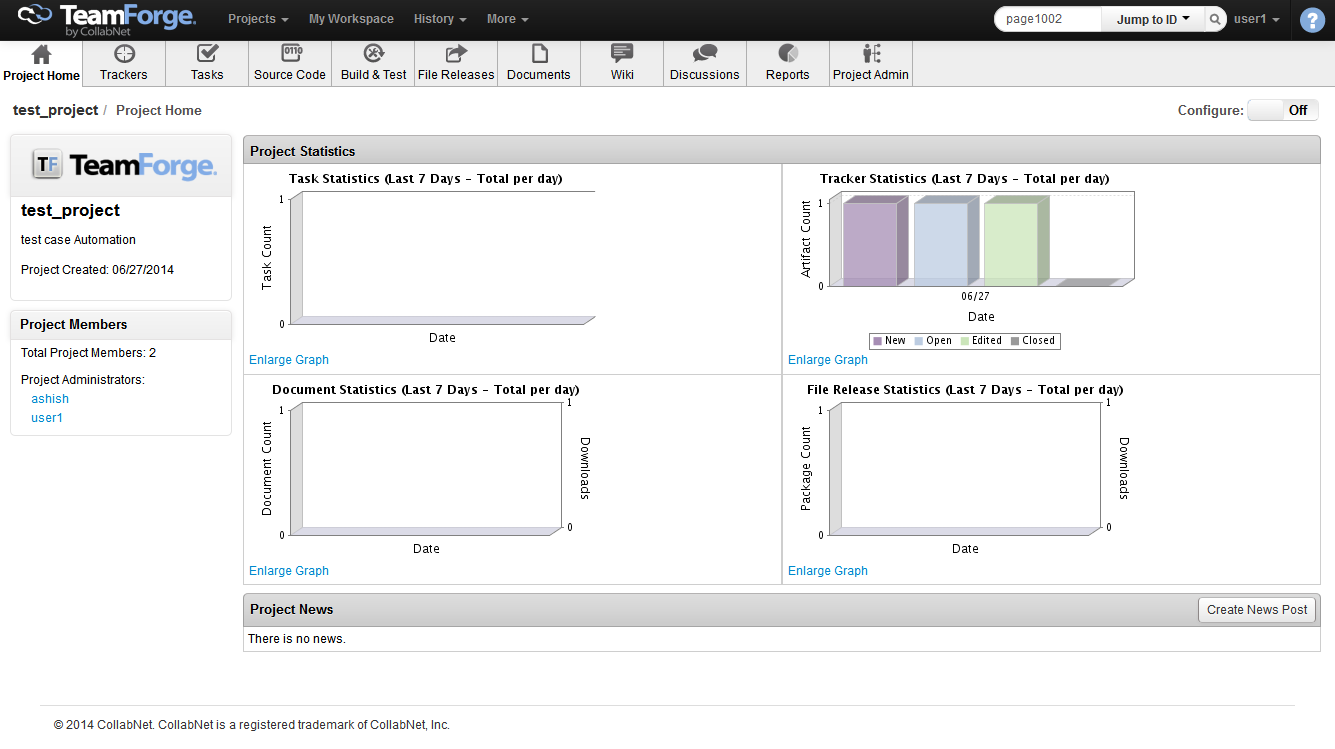 TeamForge.
by CollabNet
Projects My Workspace History More
page1002 Jump to ID user1 ?
Project Home Trackers Tasks Source Code Build & Test File Releases Documents Wiki Discussions Reports Project Admin
0110
test_project / Project Home
Configure: Off
TF TeamForge.
test_project
test case Automation
Project Created: 06/27/2014
Project Members
Total Project Members: 2
Project Administrators:
ashish
user1
Project Statistics
Task Statistics (Last 7 Days - Total per day)
1
Task Count
0
Date
Enlarge Graph
Tracker Statistics (Last 7 Days - Total per day)
1
Artifact Count
0
06/27
Date
New Open Edited Closed
Enlarge Graph
Document Statistics (Last 7 Days - Total per day)
1 1
Document Count Downloads
0 0
Date
Enlarge Graph
File Release Statistics (Last 7 Days - Total per day)
1 1
Package Count Downloads
0 0
Date
Enlarge Graph
Project News
Create News Post
There is no news.
© 2014 CollabNet. CollabNet is a registered trademark of CollabNet, Inc.